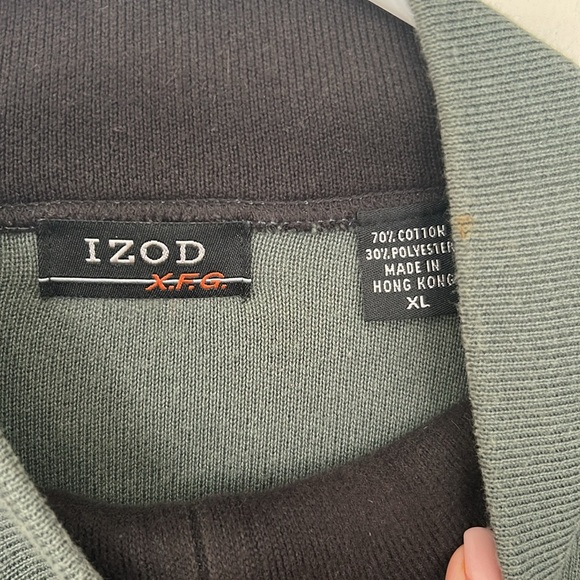 IZOD
X.F.G.
70% COTTON
30% POLYESTER
MADE IN
HONG KONG
XL